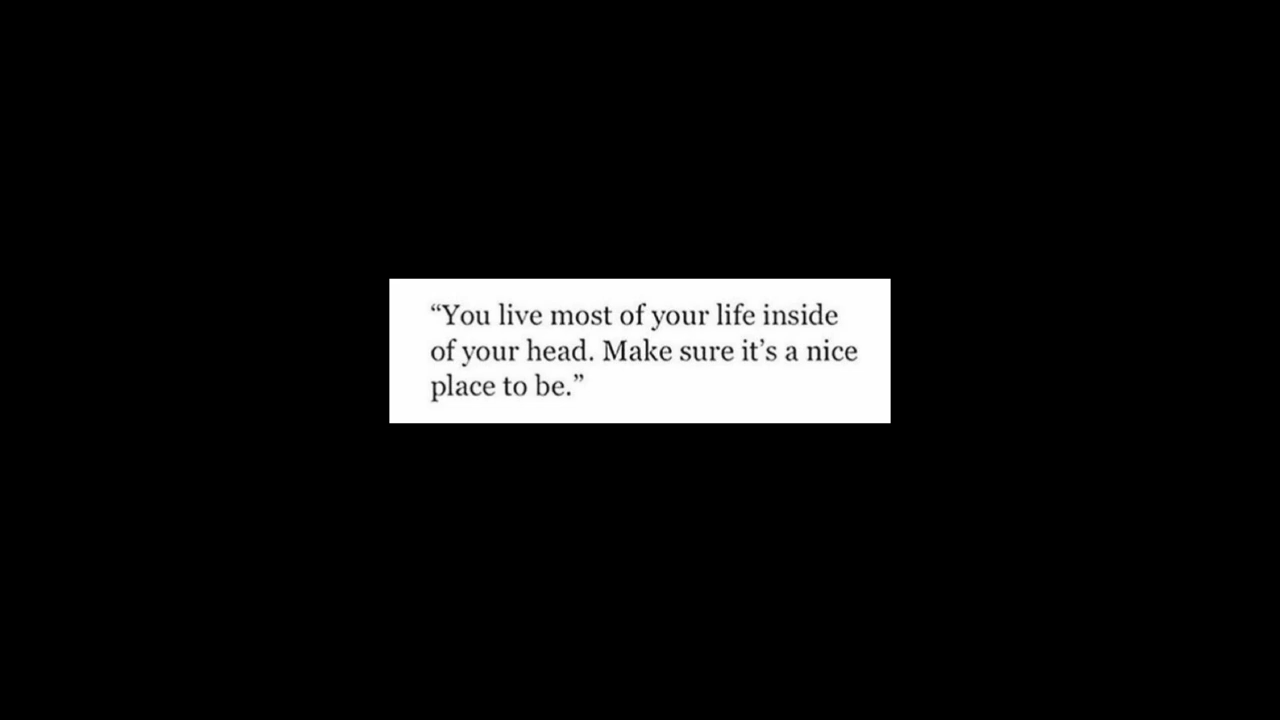 “You live most of your life inside
of your head. Make sure it’s a nice
place to be.”